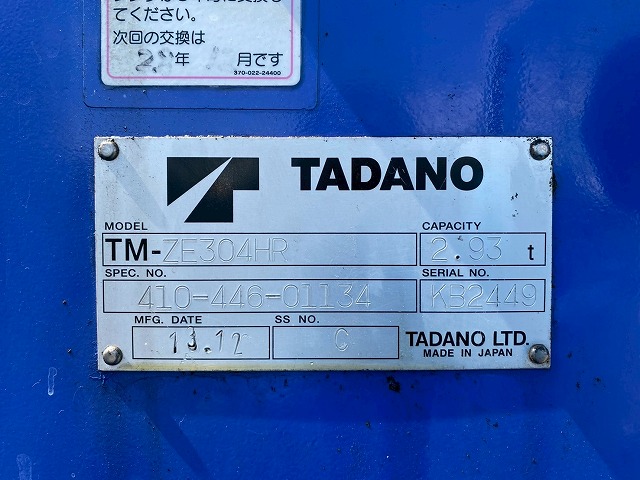 てください。
次回の交換は
年 月です
370-022-24400
TADANO
MODEL
TM-ZE304HR
CAPACITY
2.93 t
SPEC. NO.
410-446-01134
SERIAL NO.
KB2449
MFG. DATE
SS NO.
C
TADANO LTD.
MADE IN JAPAN